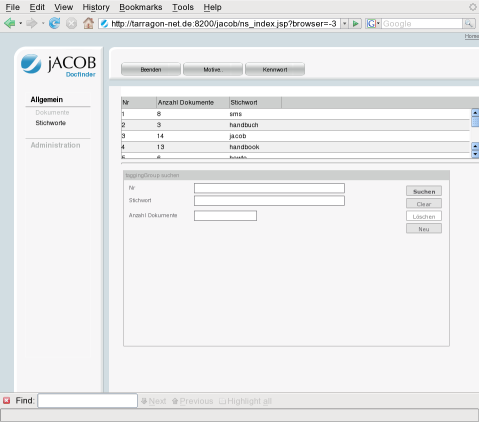 File Edit View History Bookmarks Tools Help
http://tarragon-net.de:8200/jacob/ns_index.jsp?browser=-3
G Google
Home
jACOB
Docfinder
Beenden Motive.. Kennwort
Allgemein
Dokumente
Stichworte
Administration
Nr Anzahl Dokumente Stichwort
1 8 sms
2 3 handbuch
3 14 jacob
4 13 handbook
5
taggingGroup suchen
Nr
Stichwort
Anzahl Dokumente
Suchen
Clear
Löschen
Neu
Find: Next Previous Highlight all